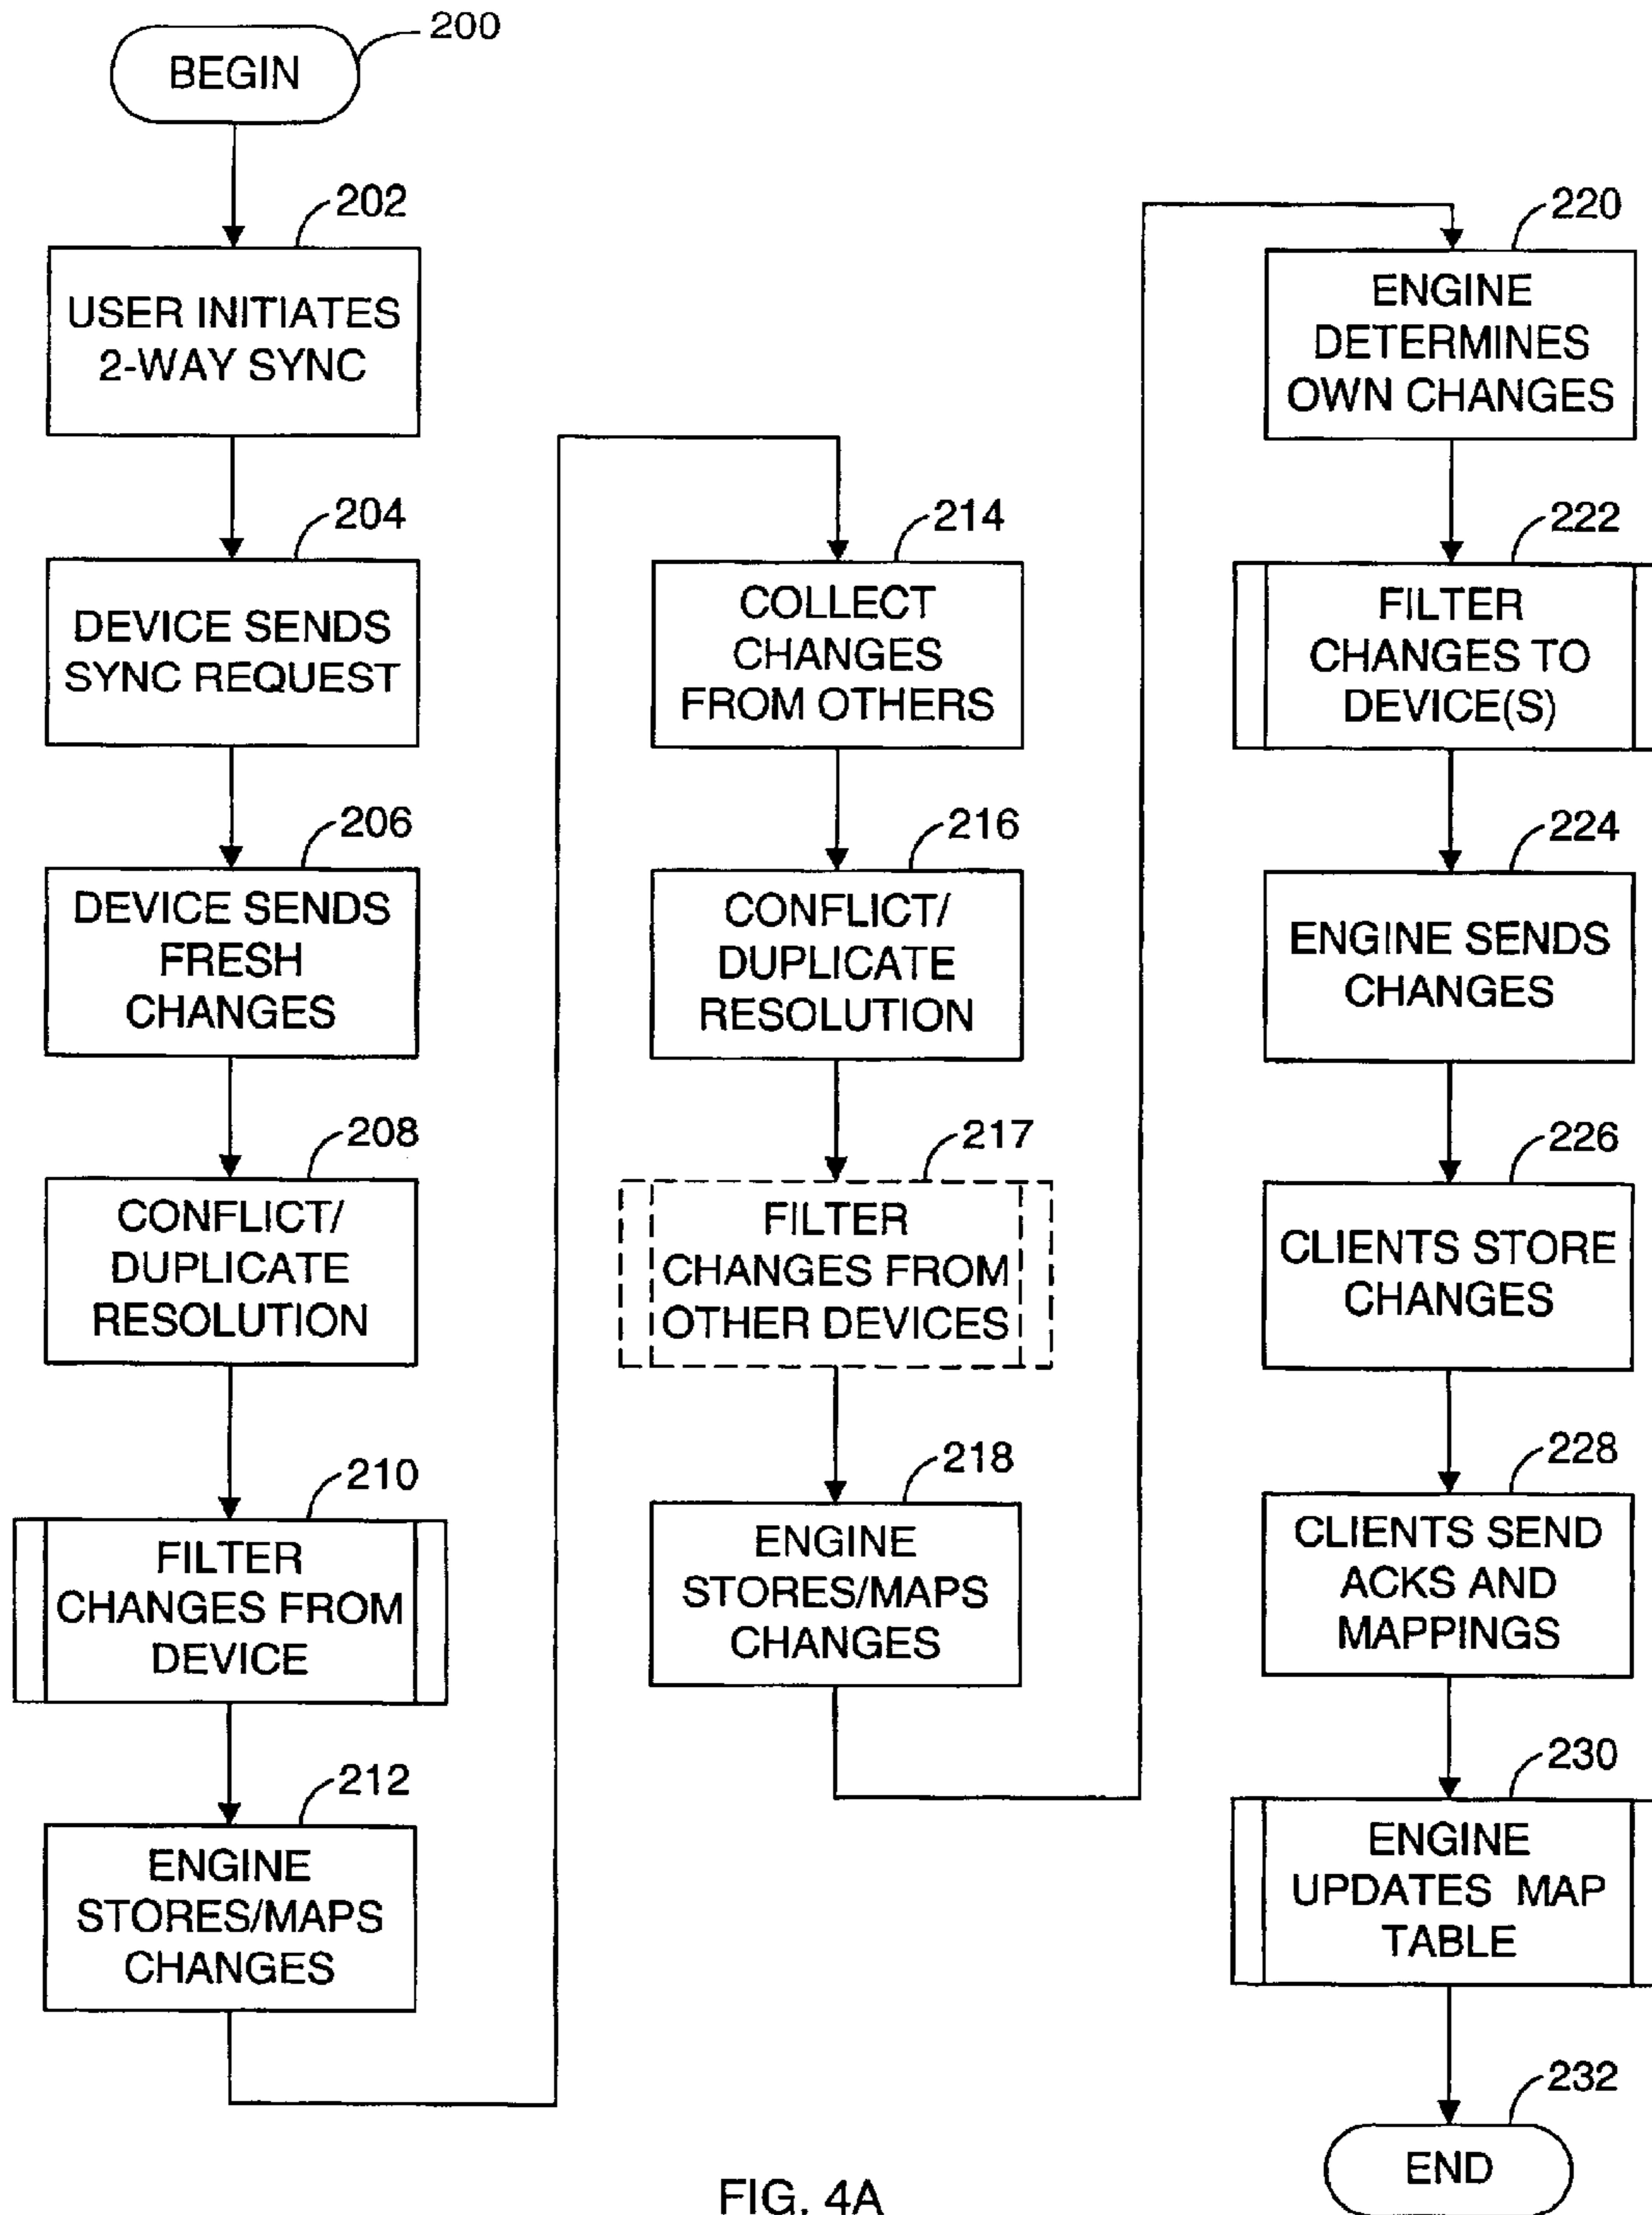 BEGIN
200
202
USER INITIATES
2-WAY SYNC
204
DEVICE SENDS
SYNC REQUEST
206
DEVICE SENDS
FRESH
CHANGES
208
CONFLICT/
DUPLICATE
RESOLUTION
210
FILTER
CHANGES FROM
DEVICE
212
ENGINE
STORES/MAPS
CHANGES
214
COLLECT
CHANGES
FROM OTHERS
216
CONFLICT/
DUPLICATE
RESOLUTION
217
FILTER
CHANGES FROM
OTHER DEVICES
218
ENGINE
STORES/MAPS
CHANGES
220
ENGINE
DETERMINES
OWN CHANGES
222
FILTER
CHANGES TO
DEVICE(S)
224
ENGINE SENDS
CHANGES
226
CLIENTS STORE
CHANGES
228
CLIENTS SEND
ACKS AND
MAPPINGS
230
ENGINE
UPDATES MAP
TABLE
232
END
FIG. 4A